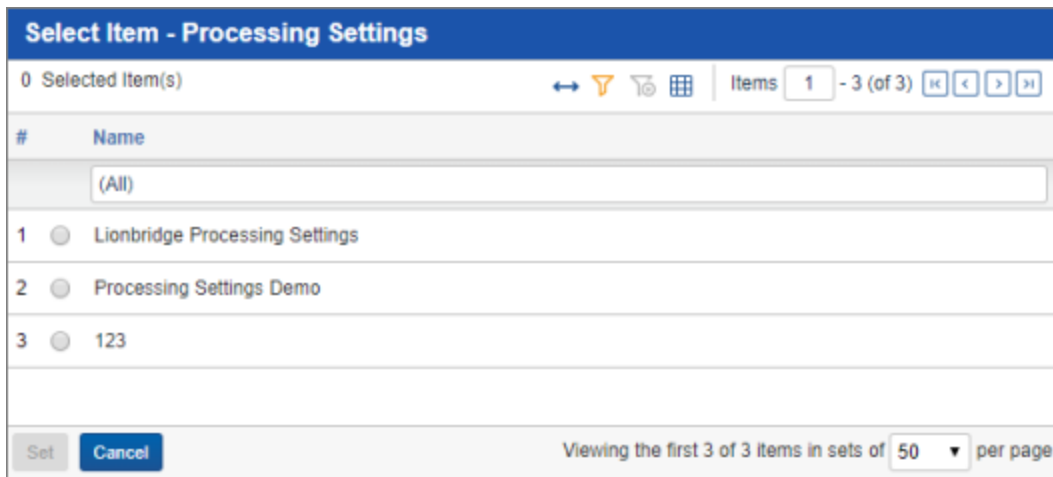 Select Item - Processing Settings
0 Selected Item(s) Items 1 - 3 (of 3)
# Name
(All)
1 Lionbridge Processing Settings
2 Processing Settings Demo
3 123
Set Cancel Viewing the first 3 of 3 items in sets of 50 per page